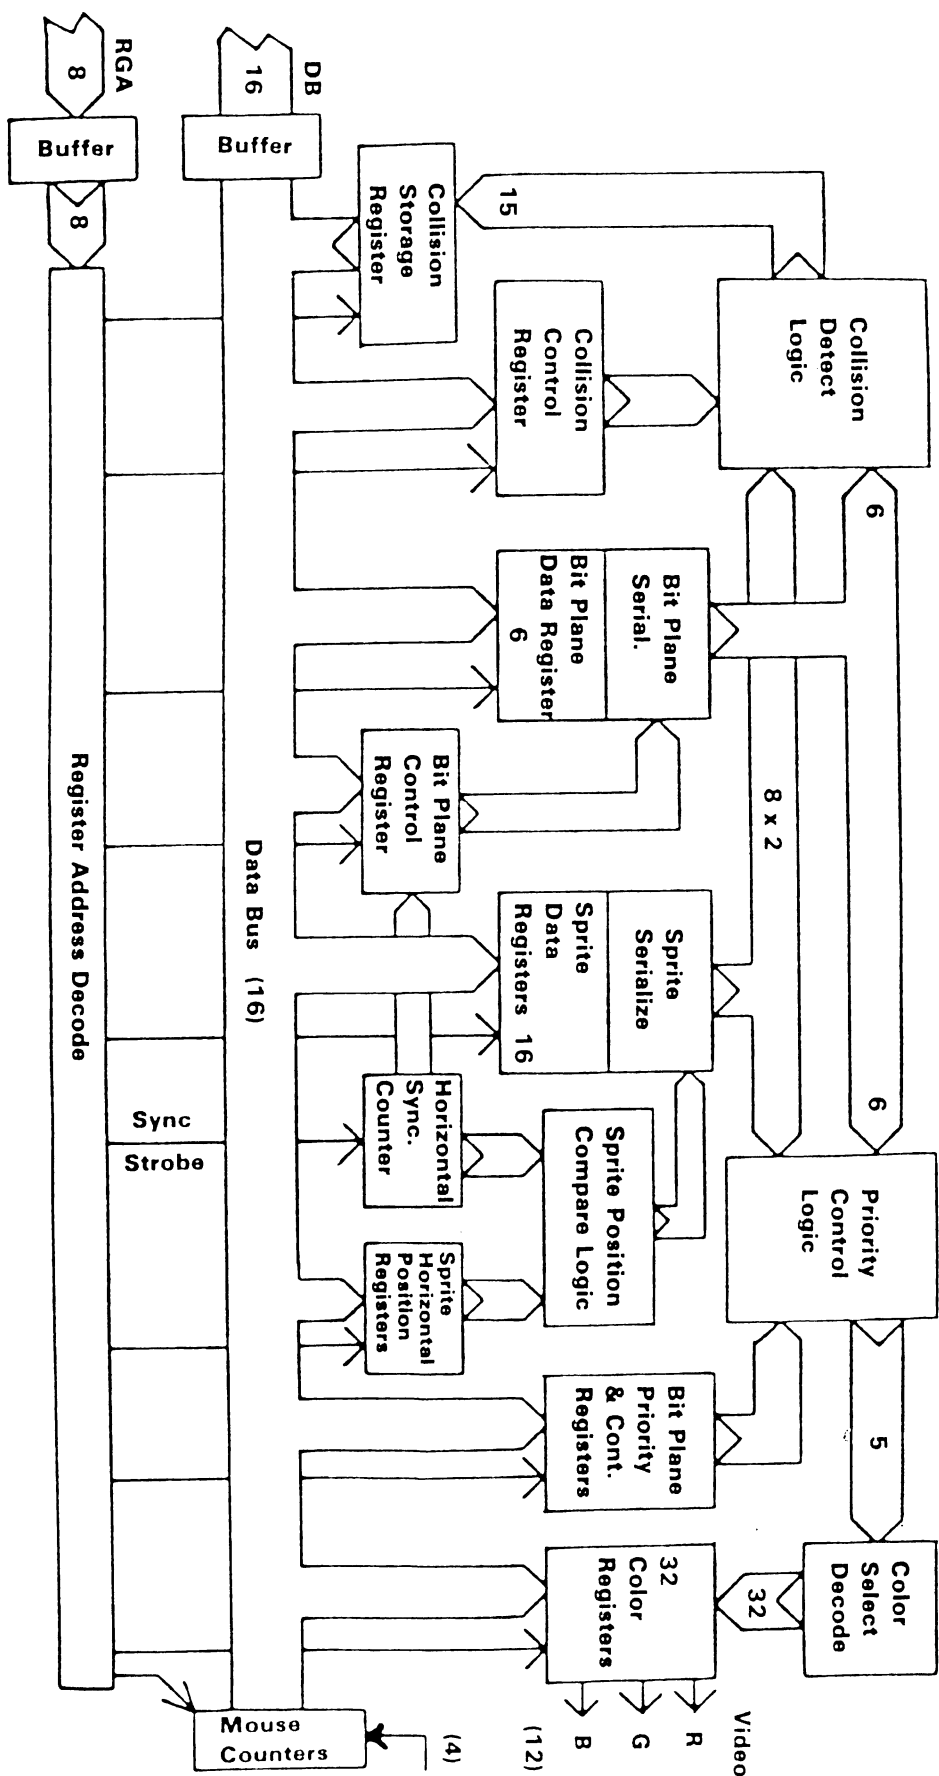 RGA
8
Buffer
8
Register Address Decode
DB
16
Buffer
Data Bus (16)
Sync
Strobe
Collision
Storage
Register
15
Collision
Control
Register
Collision
Detect
Logic
Bit Plane
Data Register
6
Bit Plane
Serial.
6
8 x 2
6
Bit Plane
Control
Register
Sprite
Data
Registers 16
Sprite
Serialize
Horizontal
Sync.
Counter
Sprite Position
Compare Logic
Sprite
Horizontal
Position
Registers
Priority
Control
Logic
5
Bit Plane
Priority
& Cont.
Registers
Color
Select
Decode
32
32
Color
Registers
Video
R
G
B
(12)
(4)
Mouse
Counters